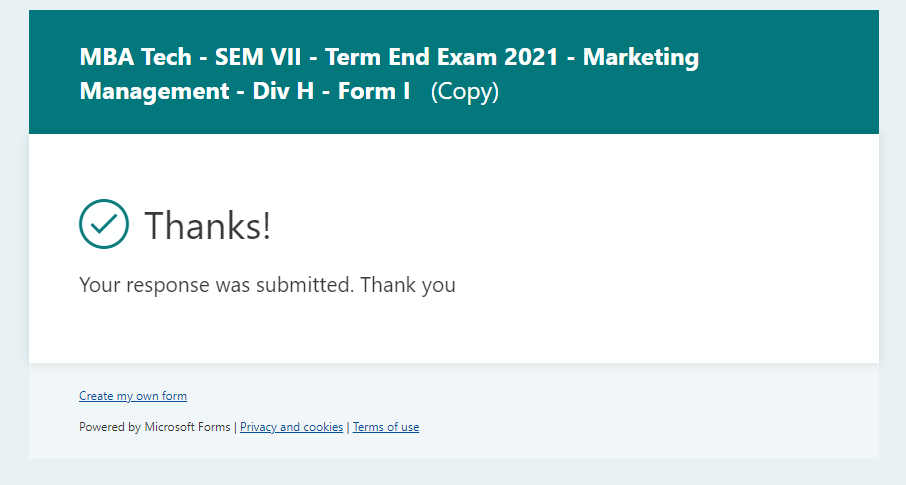 MBA Tech - SEM VII - Term End Exam 2021 - Marketing
Management - Div H - Form I (Copy)
Thanks!
Your response was submitted. Thank you
Create my own form
Powered by Microsoft Forms | Privacy and cookies | Terms of use